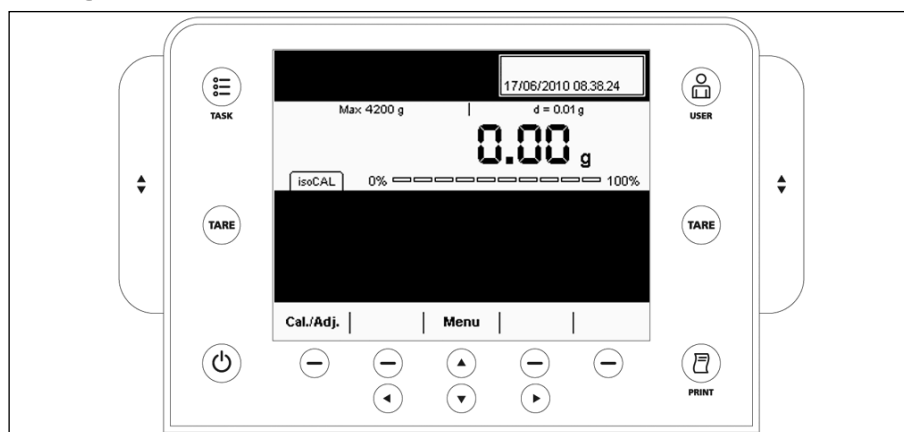 17/06/2010 08.38.24
TASK
USER
Max 4200 g
d = 0.01 g
0.00 g
isoCAL
0%
100%
TARE
TARE
Cal./Adj.
Menu
PRINT